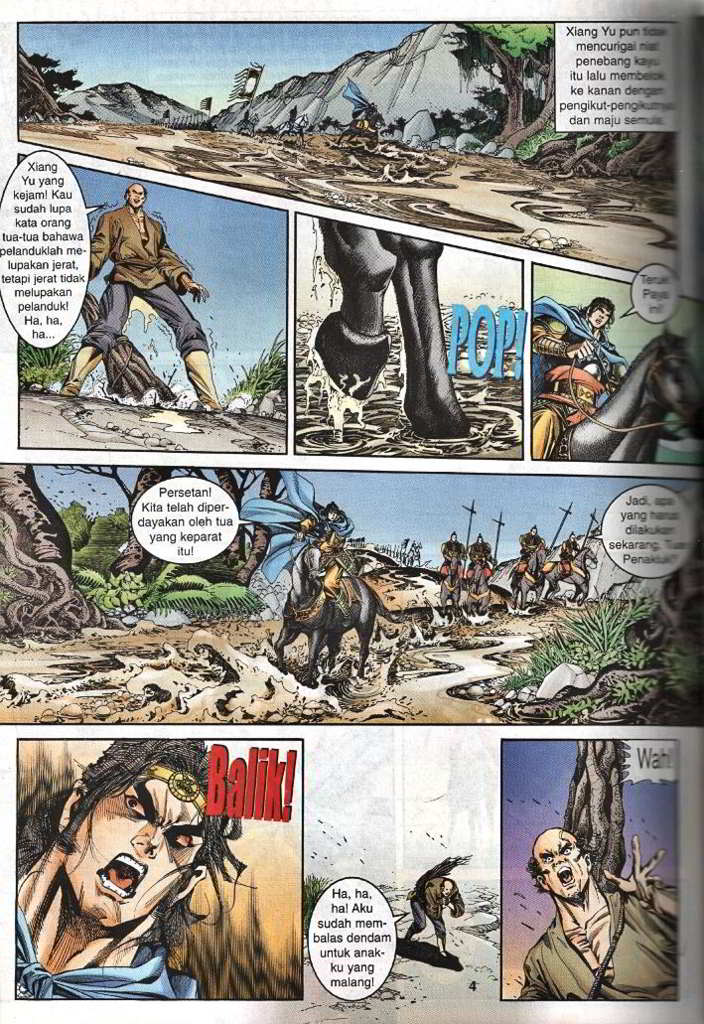 Xiang Yu pun tidak
mencurigai niat
penebang kayu
itu lalu membelok
ke kanan dengan
pengikut-pengikutnya
dan maju semula.
Xiang
Yu yang
kejam! Kau
sudah lupa
kata orang
tua-tua bahawa
pelanduklah me-
lupakan jerat,
tetapi jerat tidak
melupakan
pelanduk!
Ha, ha,
ha...
POP!
Teruk!
Paya
ini!
Persetan!
Kita telah diper-
dayakan oleh tua
yang keparat
itu!
Jadi, apa
yang harus
dilakukan
sekarang, Tuan
Penakluk?
Balik!
Ha, ha,
ha! Aku
sudah mem-
balas dendam
untuk anak-
ku yang
malang!
Wah!
4